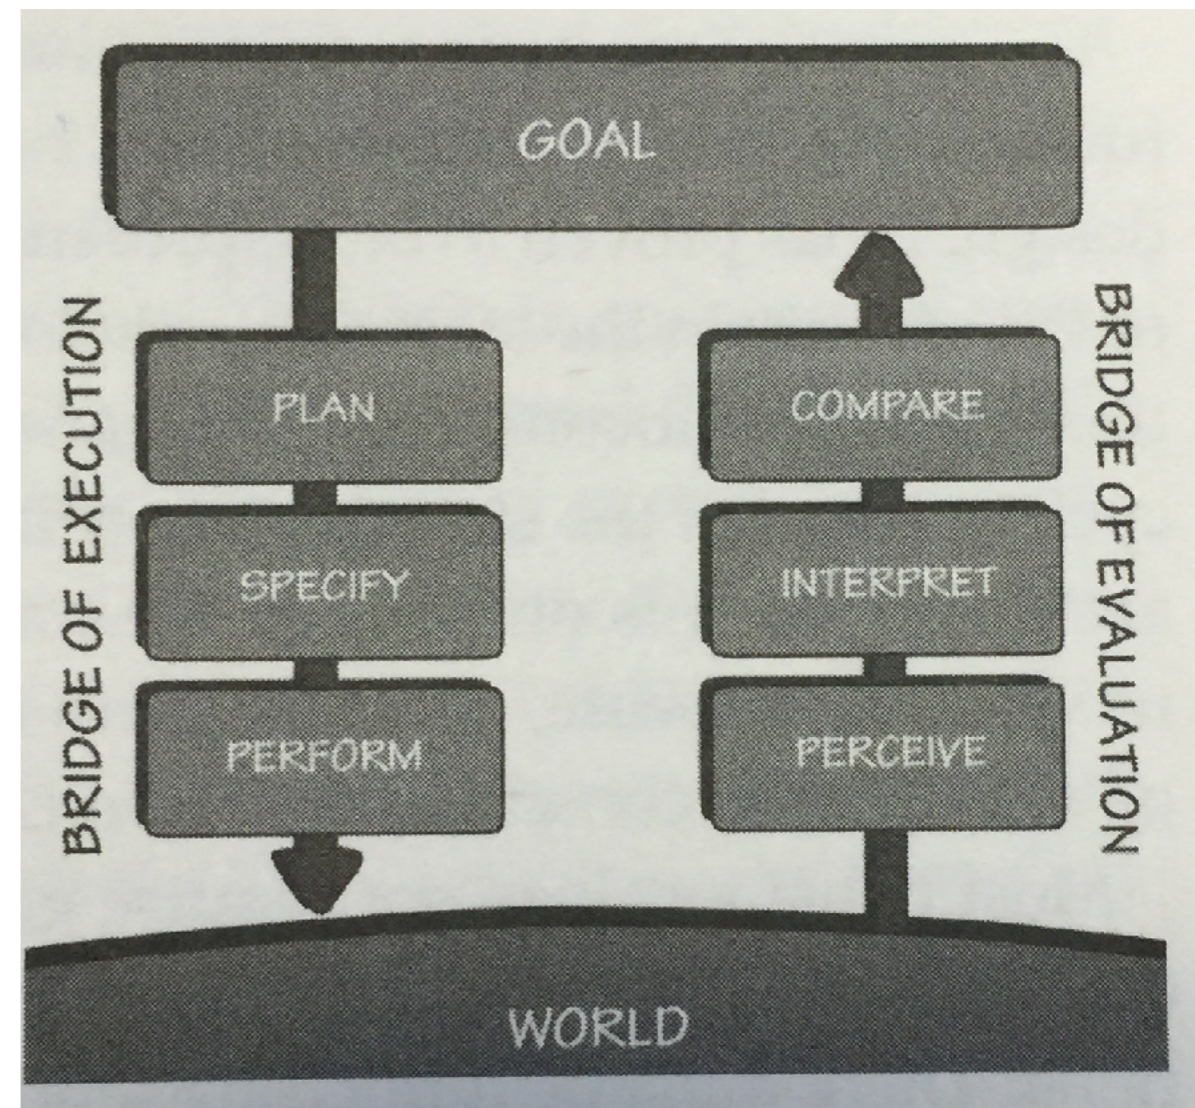 GOAL
BRIDGE OF EXECUTION
PLAN
SPECIFY
PERFORM
COMPARE
INTERPRET
PERCEIVE
BRIDGE OF EVALUATION
WORLD